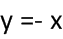 y =- x